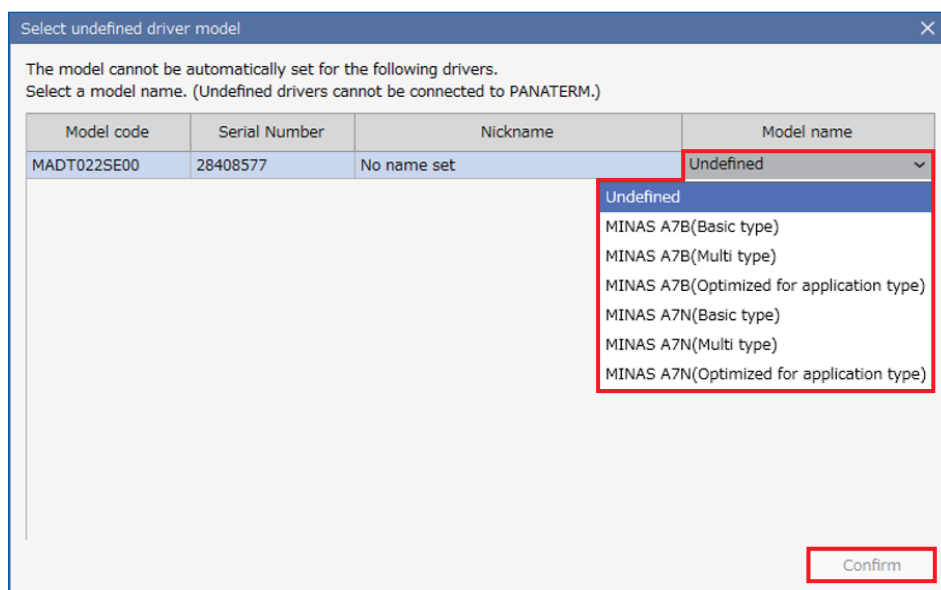 Select undefined driver model
The model cannot be automatically set for the following drivers.
Select a model name. (Undefined drivers cannot be connected to PANATERM.)
Model code Serial Number Nickname Model name
MADT022SE00 28408577 No name set Undefined
Undefined
MINAS A7B(Basic type)
MINAS A7B(Multi type)
MINAS A7B(Optimized for application type)
MINAS A7N(Basic type)
MINAS A7N(Multi type)
MINAS A7N(Optimized for application type)
Confirm